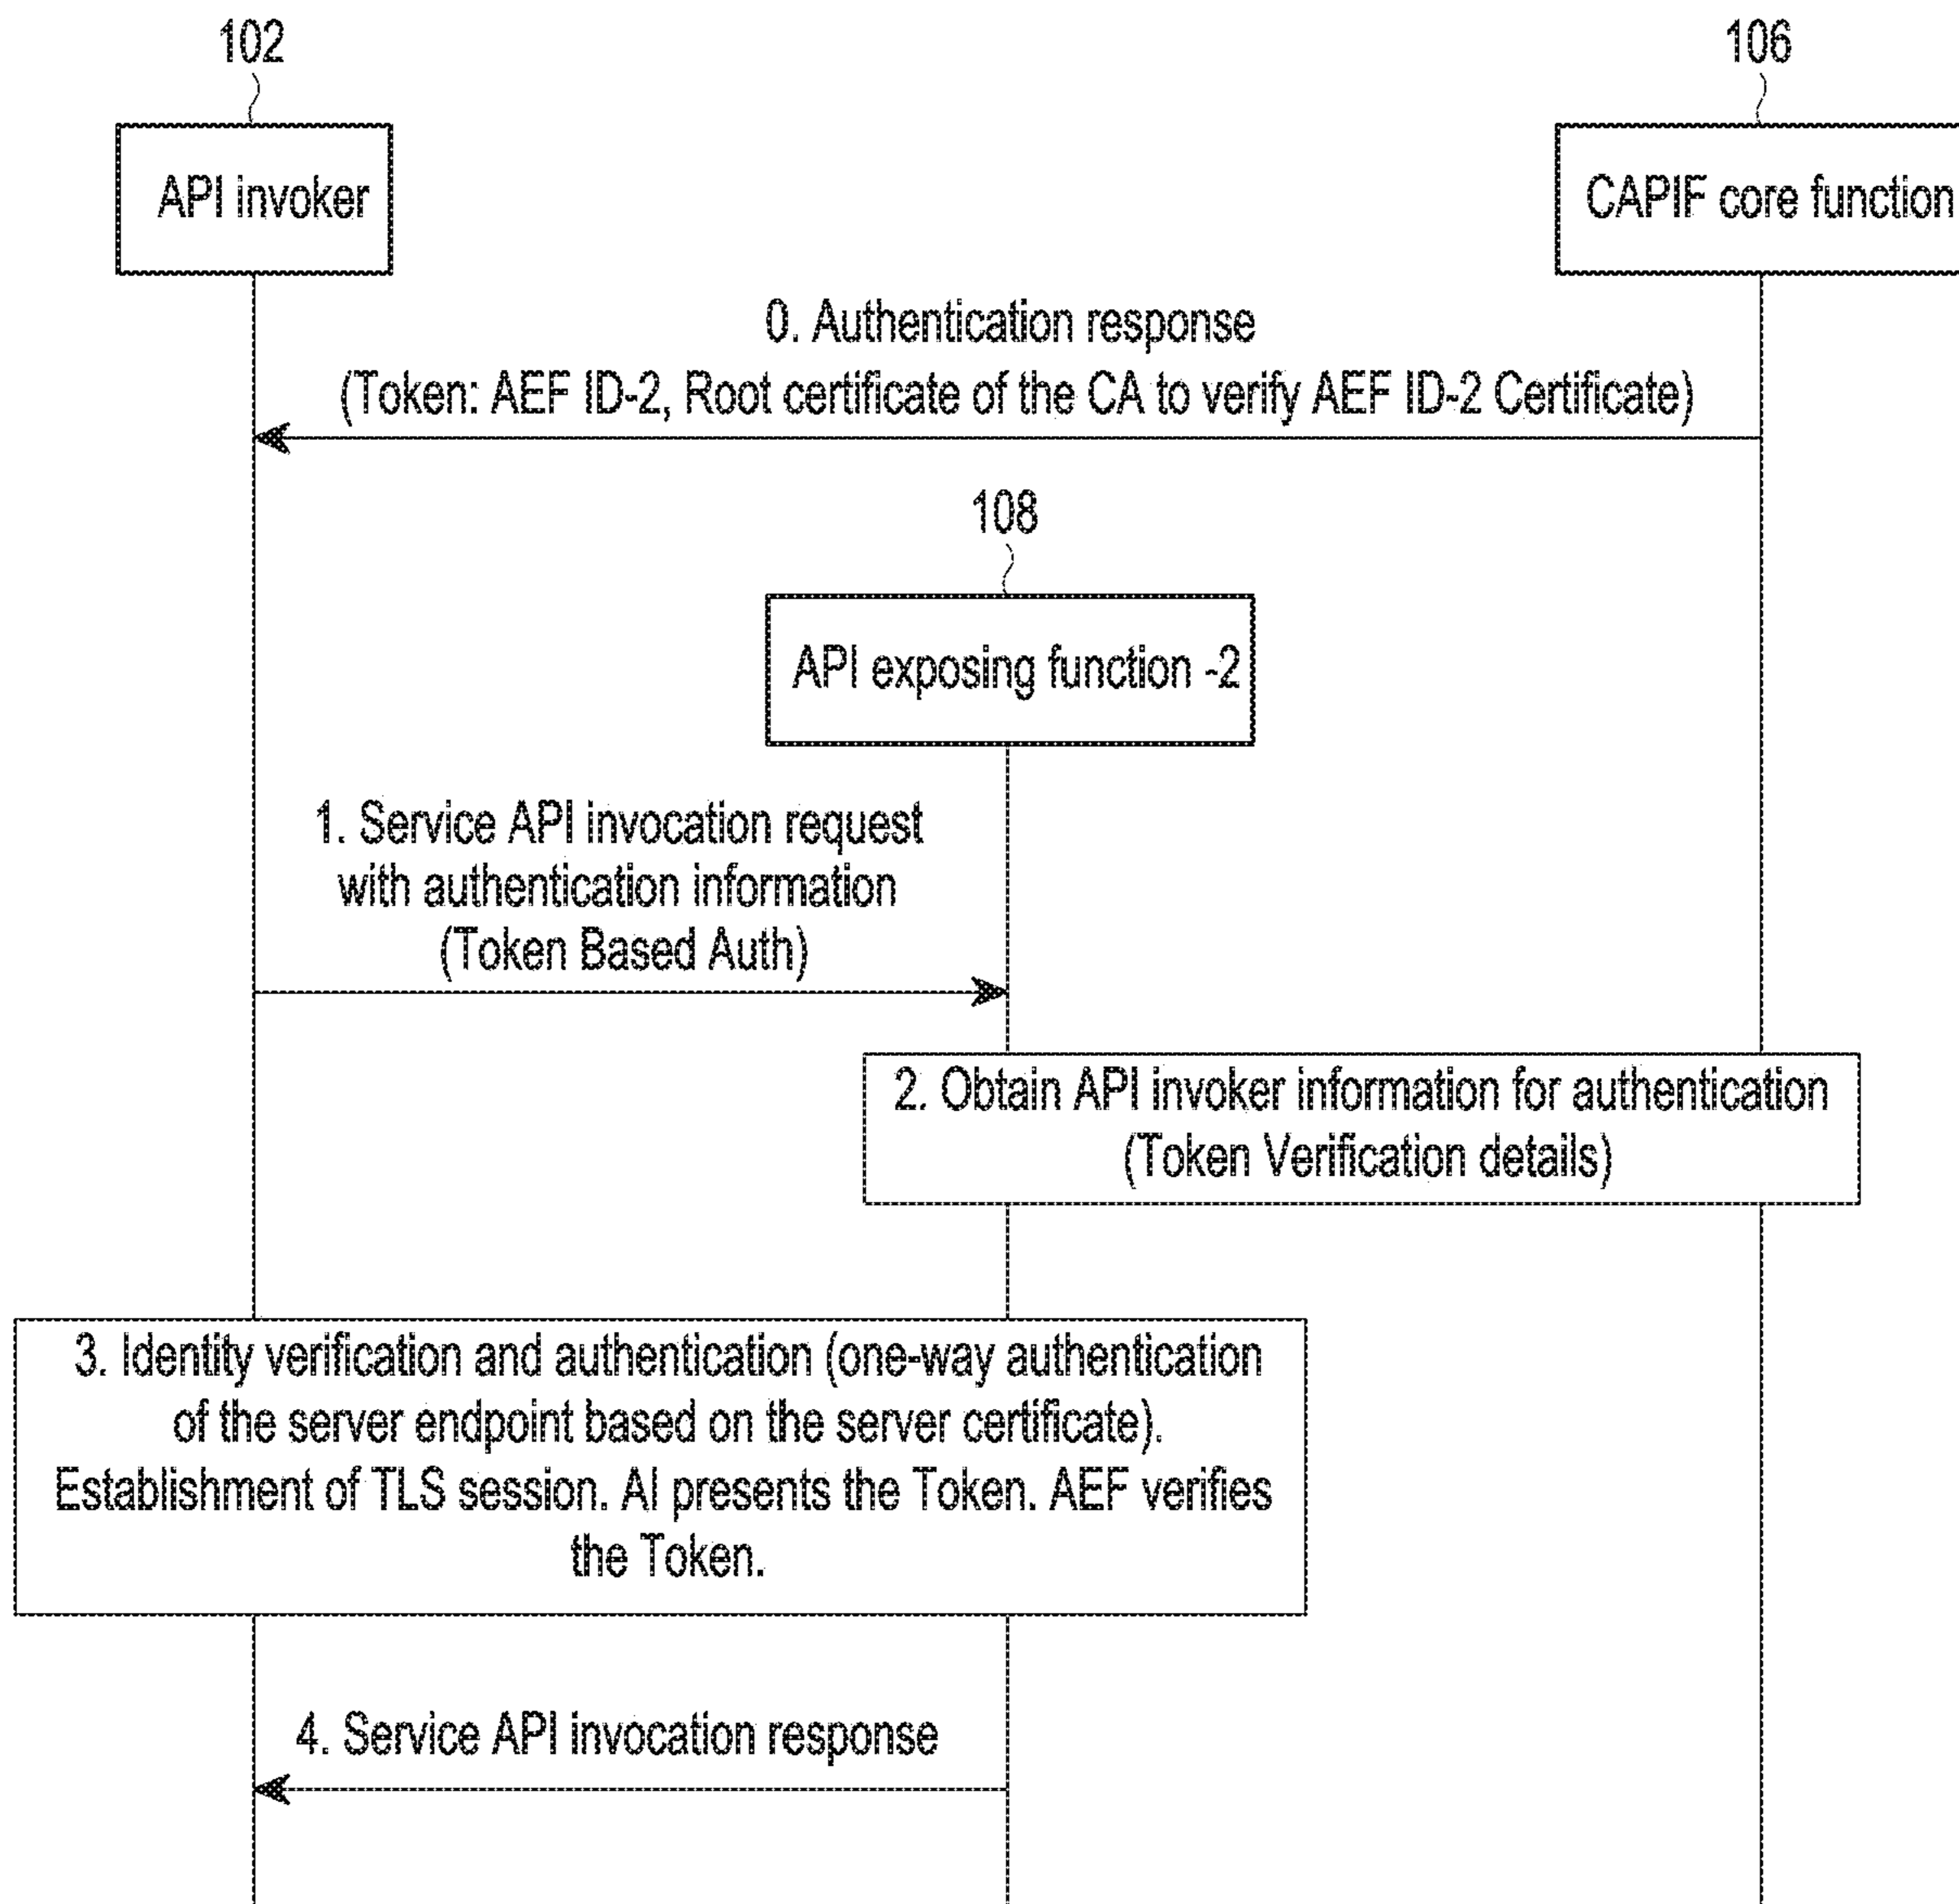 102
106
API invoker
CAPIF core function
0. Authentication response
(Token: AEF ID-2, Root certificate of the CA to verify AEF ID-2 Certificate)
108
API exposing function -2
1. Service API invocation request
with authentication information
(Token Based Auth)
2. Obtain API invoker information for authentication
(Token Verification details)
3. Identity verification and authentication (one-way authentication
of the server endpoint based on the server certificate).
Establishment of TLS session. AI presents the Token. AEF verifies
the Token.
4. Service API invocation response